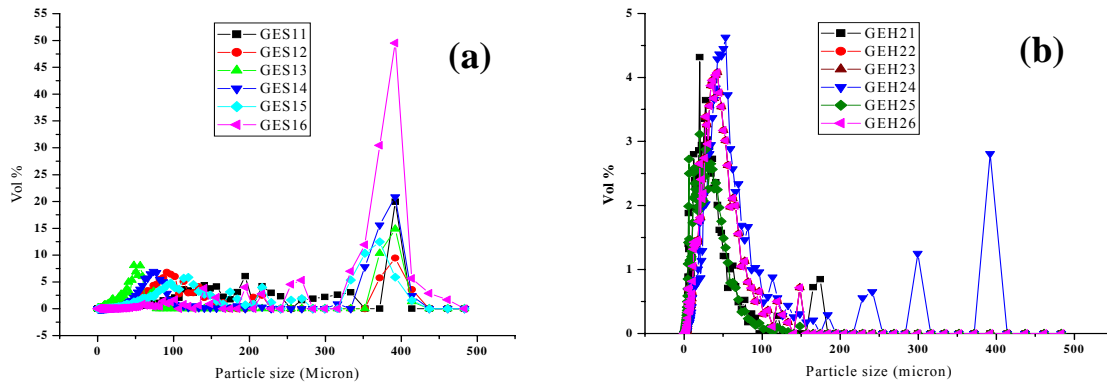 55
50
45
40
35
30
25
20
15
10
5
0
-5
Vol %
GES11
GES12
GES13
GES14
GES15
GES16
(a)
0 100 200 300 400 500
Particle size (Micron)
5
4
3
2
1
0
Vol %
GEH21
GEH22
GEH23
GEH24
GEH25
GEH26
(b)
0 100 200 300 400 500
Particle size (micron)